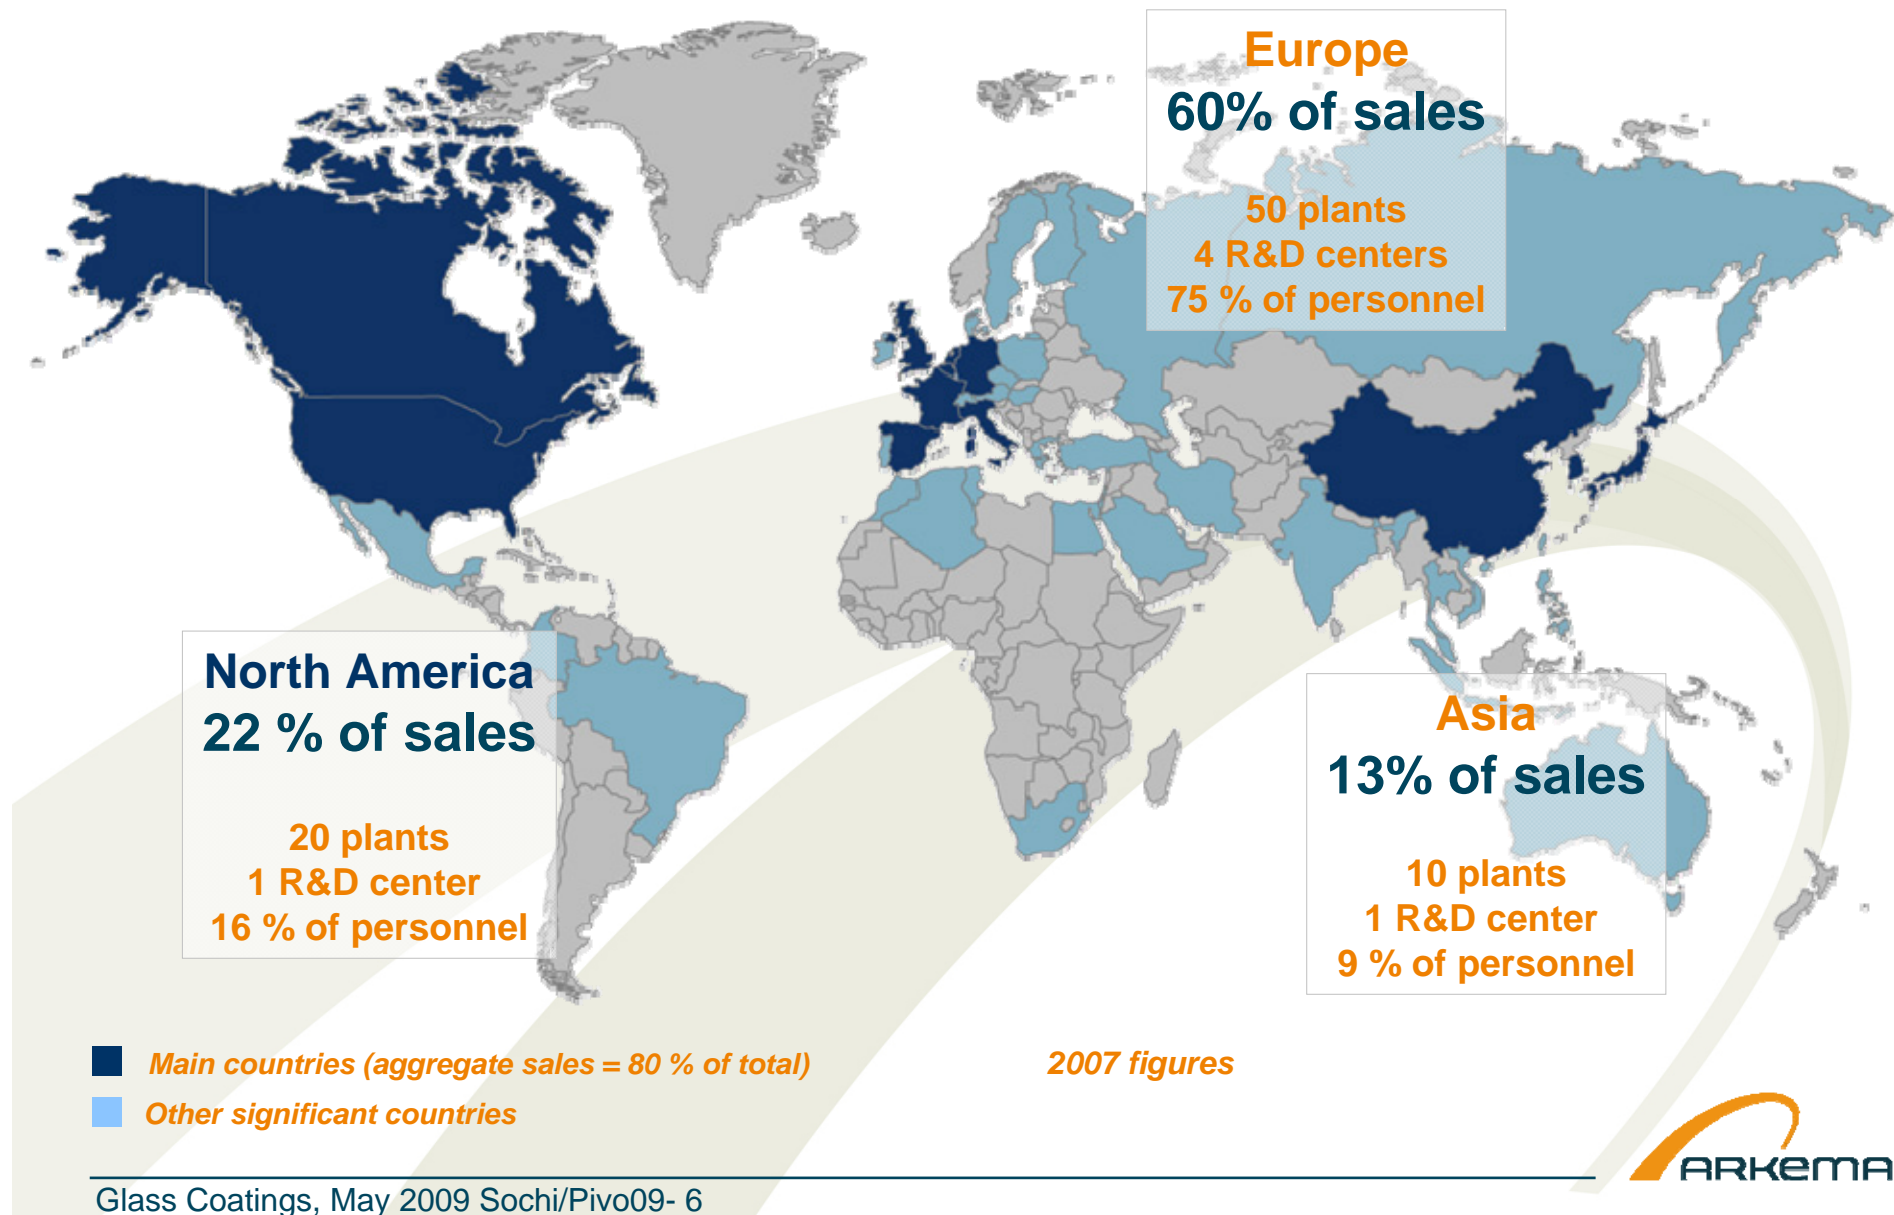 Europe
60% of sales
50 plants
4 R&D centers
75 % of personnel
North America
22 % of sales
20 plants
1 R&D center
16 % of personnel
Asia
13% of sales
10 plants
1 R&D center
9 % of personnel
Main countries (aggregate sales = 80 % of total)
2007 figures
Other significant countries
ARKEMA
Glass Coatings, May 2009 Sochi/Pivo09- 6